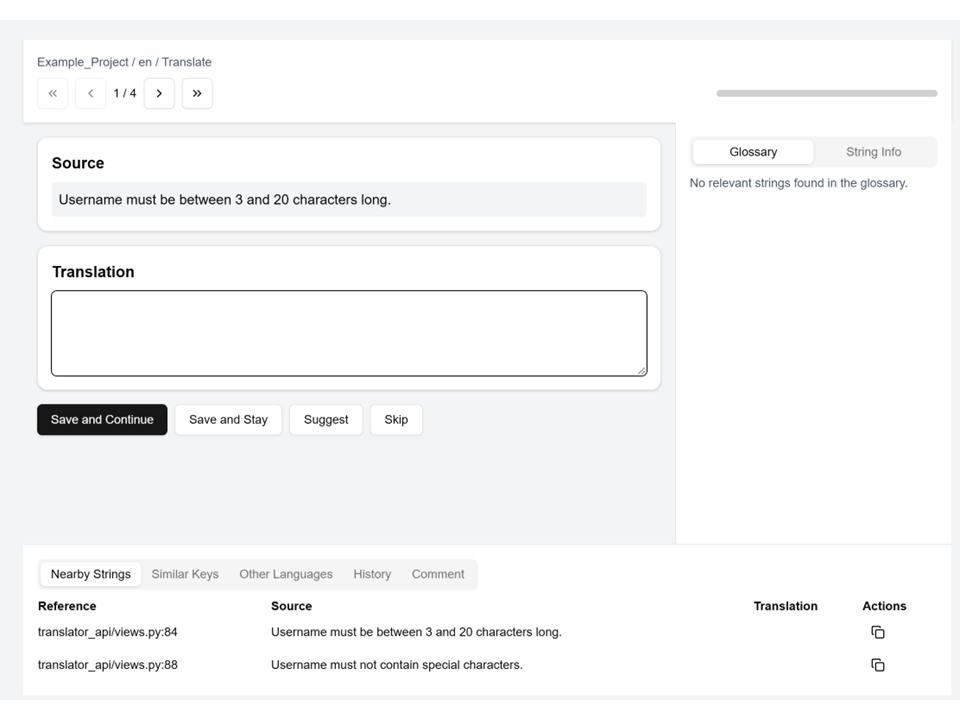 Example_Project / en / Translate
« < 1 / 4 > »
Source
Username must be between 3 and 20 characters long.
Translation
Save and Continue Save and Stay Suggest Skip
Glossary String Info
No relevant strings found in the glossary.
Nearby Strings Similar Keys Other Languages History Comment
Reference Source Translation Actions
translator_api/views.py:84 Username must be between 3 and 20 characters long.
translator_api/views.py:88 Username must not contain special characters.